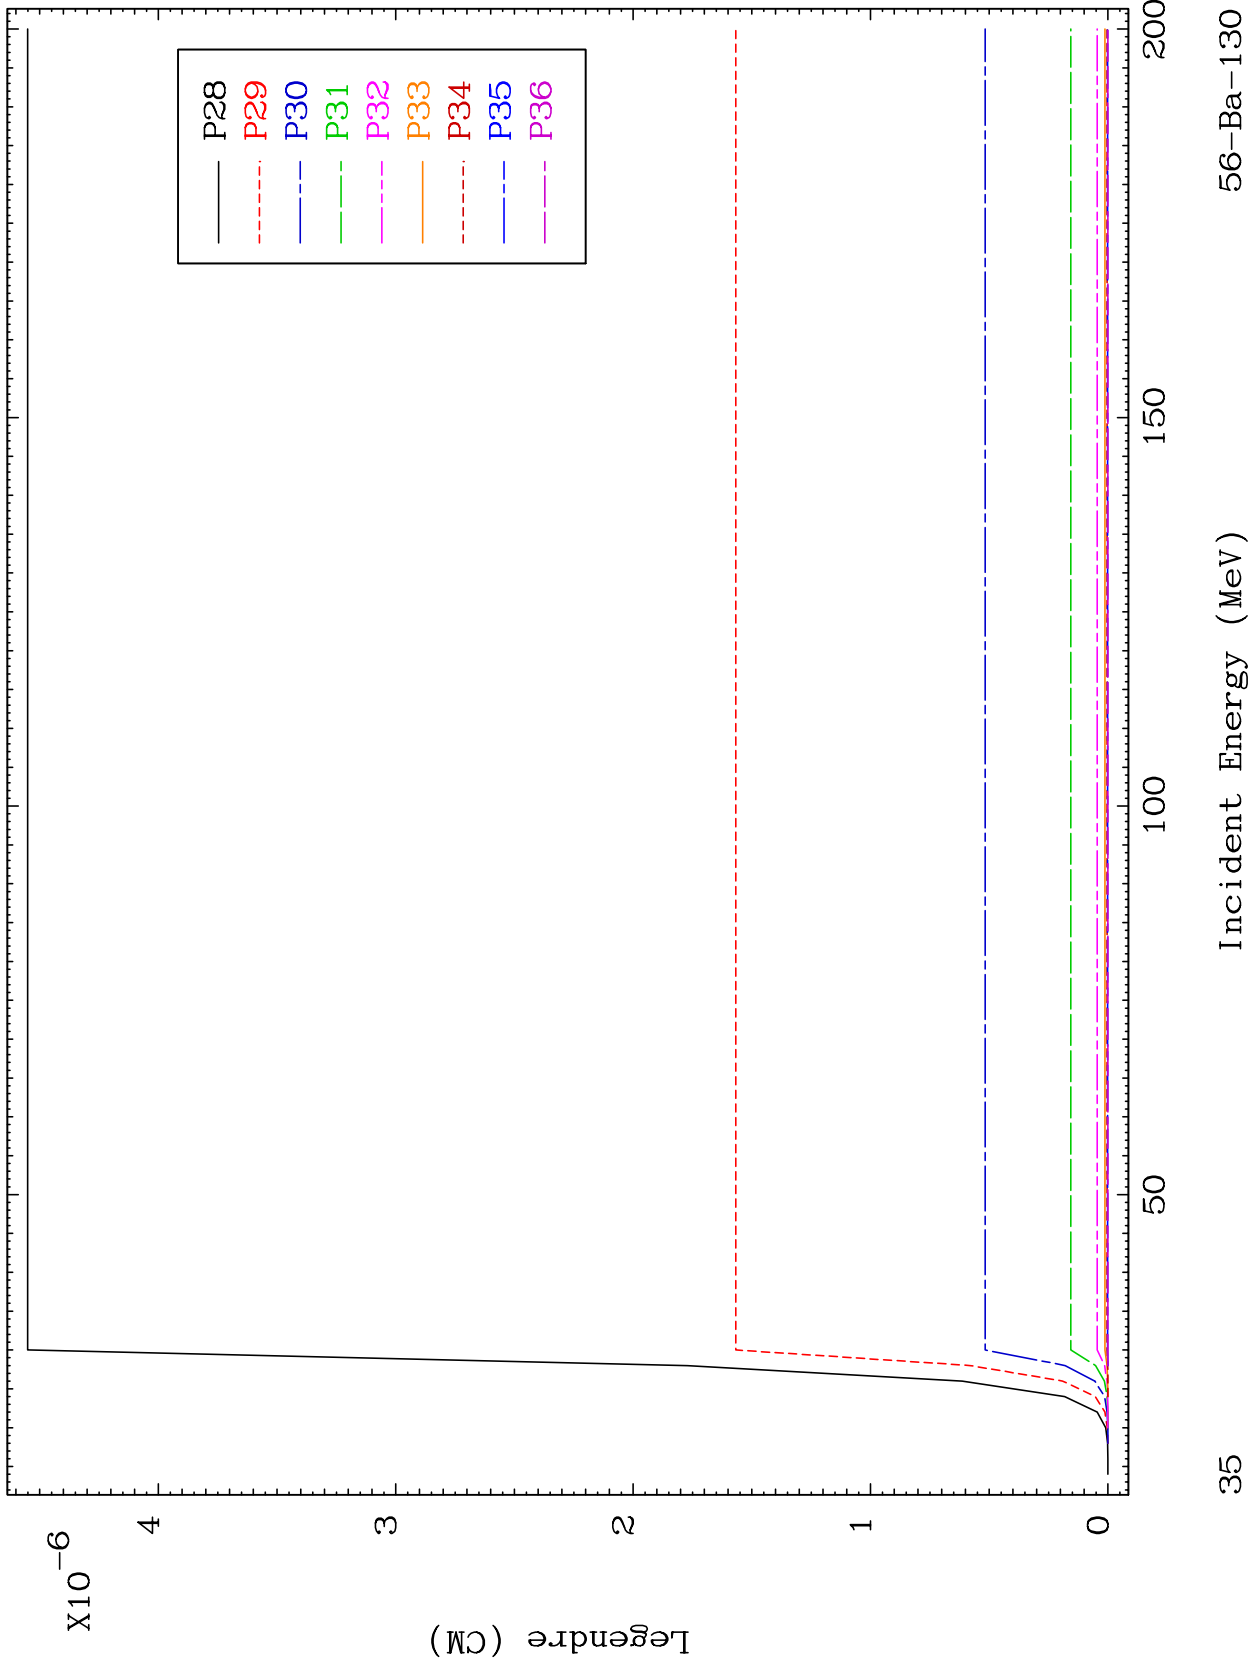 X10-6
Legendre (CM)
4
3
2
1
0
P28
P29
P30
P31
P32
P33
P34
P35
P36
50
100
150
200
35
Incident Energy (MeV)
56-Ba-130